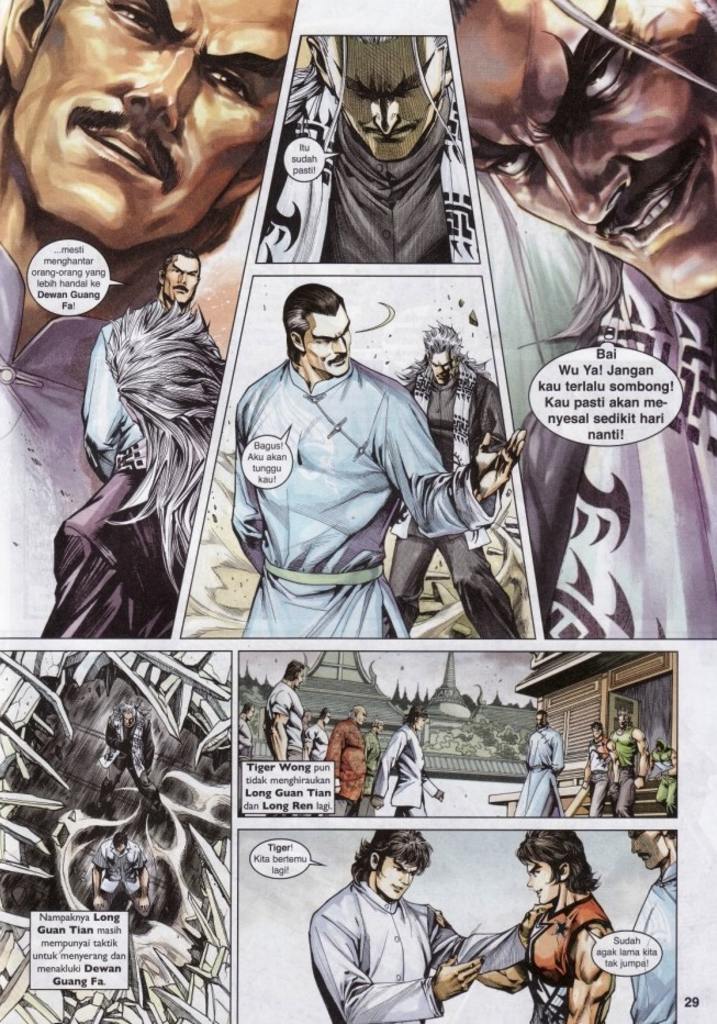 ...mesti
menghantar
orang-orang yang
lebih handal ke
Dewan Guang
Fa!
Itu
sudah
pasti!
Bagus!
Aku akan
tunggu
kau!
Bai
Wu Ya! Jangan
kau terlalu sombong!
Kau pasti akan me-
nyesal sedikit hari
nanti!
Nampaknya Long
Guan Tian masih
mempunyai taktik
untuk menyerang dan
menakluki Dewan
Guang Fa.
Tiger Wong pun
tidak menghiraukan
Long Guan Tian
dan Long Ren lagi.
Tiger!
Kita bertemu
lagi!
Sudah
agak lama kita
tak jumpa!
29